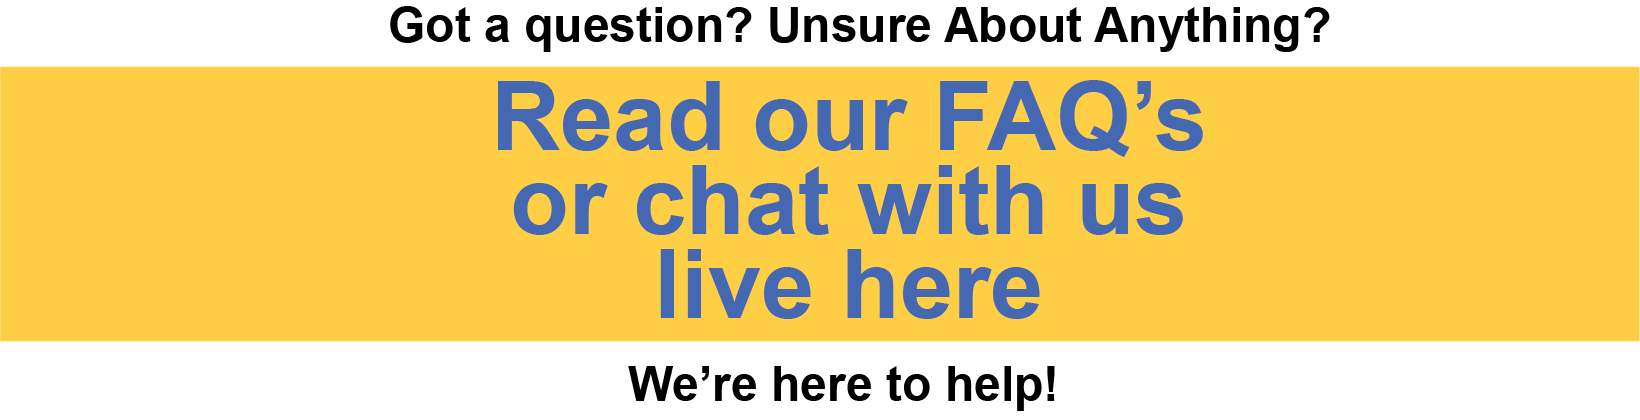 Got a question? Unsure About Anything?
Read our FAQ’s
or chat with us
live here
We’re here to help!